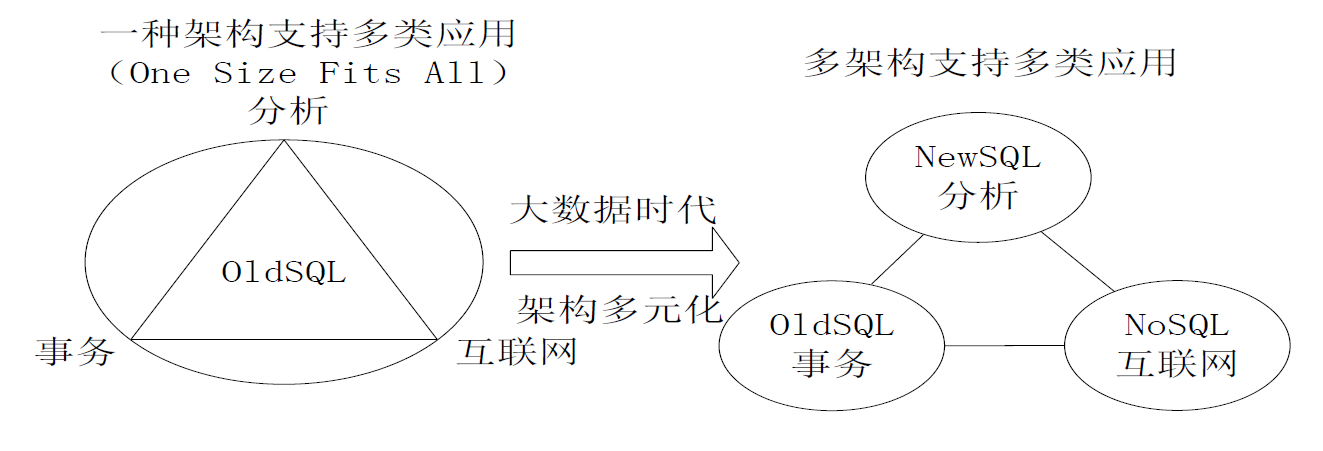 一种架构支持多类应用
（One Size Fits All）
分析
OldSQL
事务
互联网
大数据时代
架构多元化
多架构支持多类应用
NewSQL
分析
OldSQL
事务
NoSQL
互联网